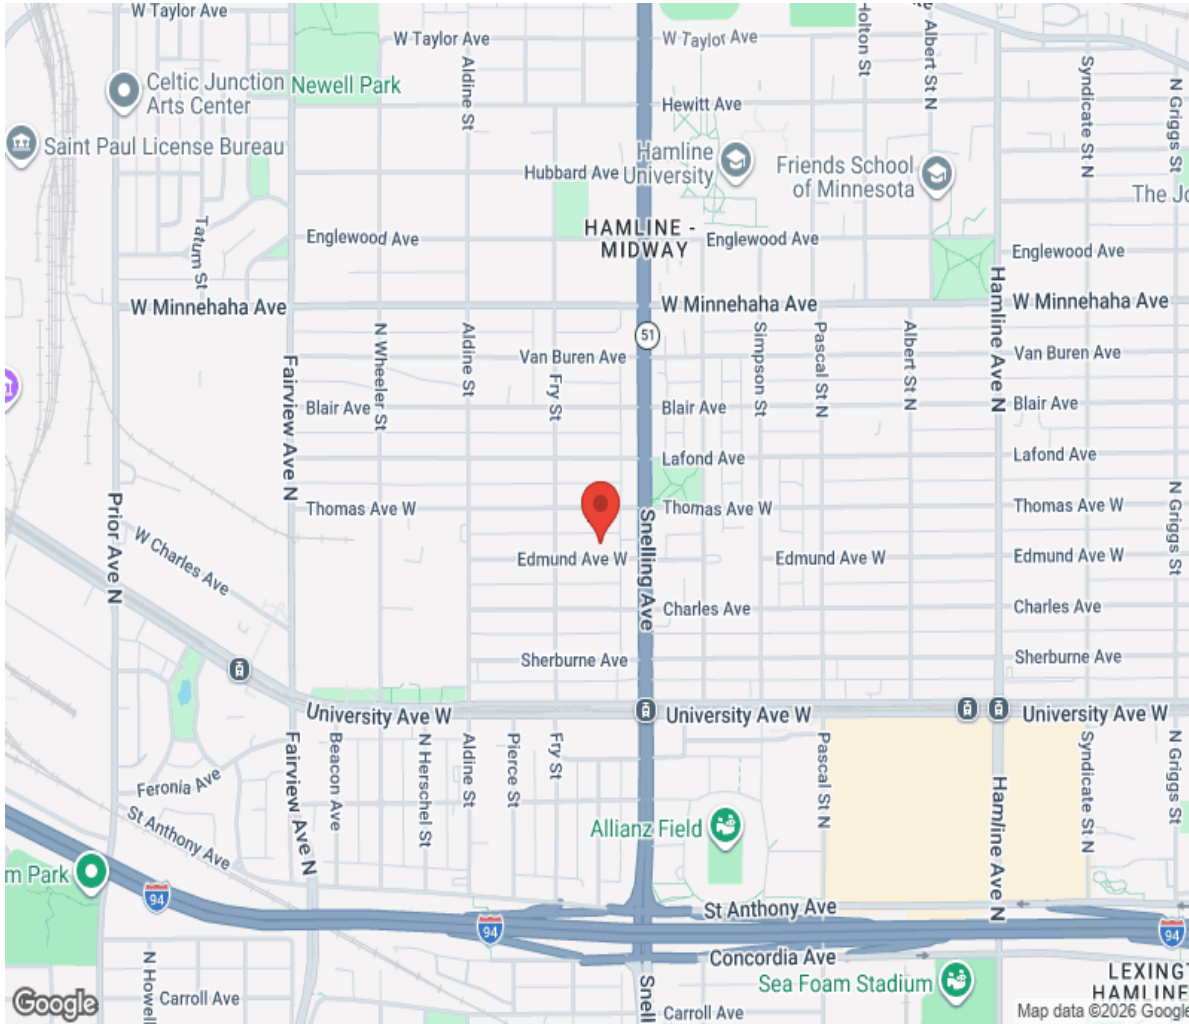 W Taylor Ave
W Taylor Ave
W Taylor Ave
Holton St
Albert St N
Syndicate St N
N Griggs St
Celtic Junction
Arts Center
Newell Park
Aldine St
Hewitt Ave
Saint Paul License Bureau
Hubbard Ave
Hamline
University
Friends School
of Minnesota
The Jo
Tatum St
Englewood Ave
HAMLINE -
MIDWAY
Englewood Ave
Englewood Ave
W Minnehaha Ave
W Minnehaha Ave
W Minnehaha Ave
Hamline Ave N
N Wheeler St
Aldine St
51
Simpson St
Pascal St N
Albert St N
Van Buren Ave
Van Buren Ave
Fairview Ave N
Fry St
Blair Ave
Blair Ave
Blair Ave
Lafond Ave
Lafond Ave
Prior Ave N
Thomas Ave W
Thomas Ave W
Thomas Ave W
N Griggs St
Snelling Ave
W Charles Ave
Edmund Ave W
Edmund Ave W
Edmund Ave W
Charles Ave
Charles Ave
Sherburne Ave
Sherburne Ave
University Ave W
University Ave W
University Ave W
Fairview Ave N
Beacon Ave
N Herschel St
Aldine St
Pierce St
Fry St
Pascal St N
Hamline Ave N
Syndicate St N
N Griggs St
Feronia Ave
St Anthony Ave
Allianz Field
m Park
94
94
94
St Anthony Ave
Concordia Ave
Sea Foam Stadium
N Howell
Carroll Ave
Snell
Carroll Ave
LEXINGT
HAMLINE
Google
Map data ©2026 Google